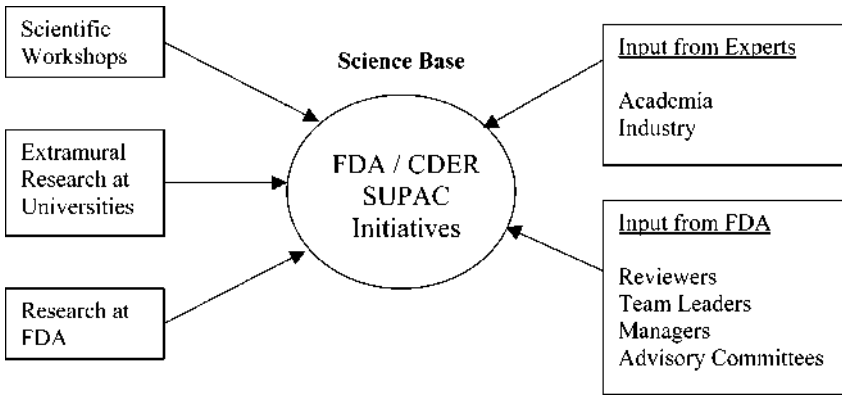 Scientific
Workshops
Extramural
Research at
Universities
Research at
FDA
Science Base
FDA / CDER
SUPAC
Initiatives
Input from Experts
Academia
Industry
Input from FDA
Reviewers
Team Leaders
Managers
Advisory Committees